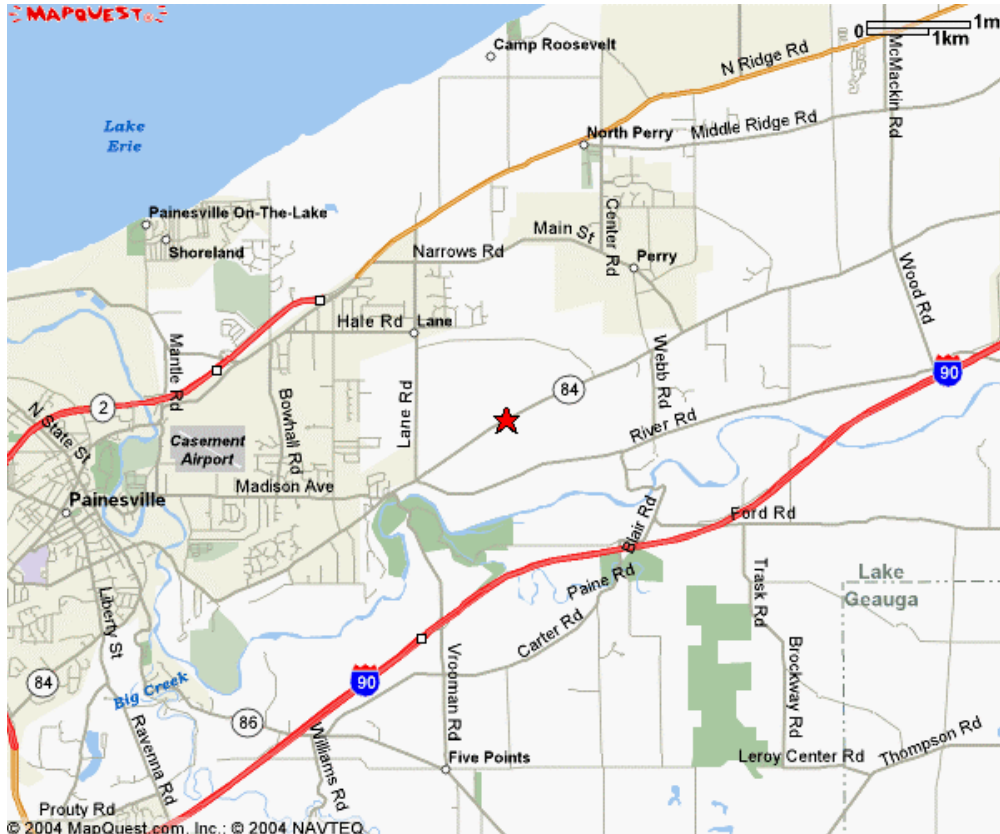 MAPQUEST
0 1m
1km
Camp Roosevelt
N Ridge Rd
McMackin Rd
Lake
Erie
North Perry
Middle Ridge Rd
Painesville On-The-Lake
Shoreland
Main St
Center Rd
Narrows Rd
Perry
Wood Rd
Hale Rd
Lane
Mantle Rd
Webb Rd
90
84
Bowhall Rd
Lane Rd
2
N State St
River Rd
Casement
Airport
Madison Ave
Painesville
Blair Rd
Ford Rd
Paine Rd
Trask Rd
Lake
Geauga
Liberty St
Carter Rd
Vrooman Rd
Brockway Rd
84
Big Creek
90
86
Ravenna Rd
Williams Rd
Five Points
Leroy Center Rd
Thompson Rd
Prouty Rd
© 2004 MapQuest.com, Inc.; © 2004 NAVTEQ